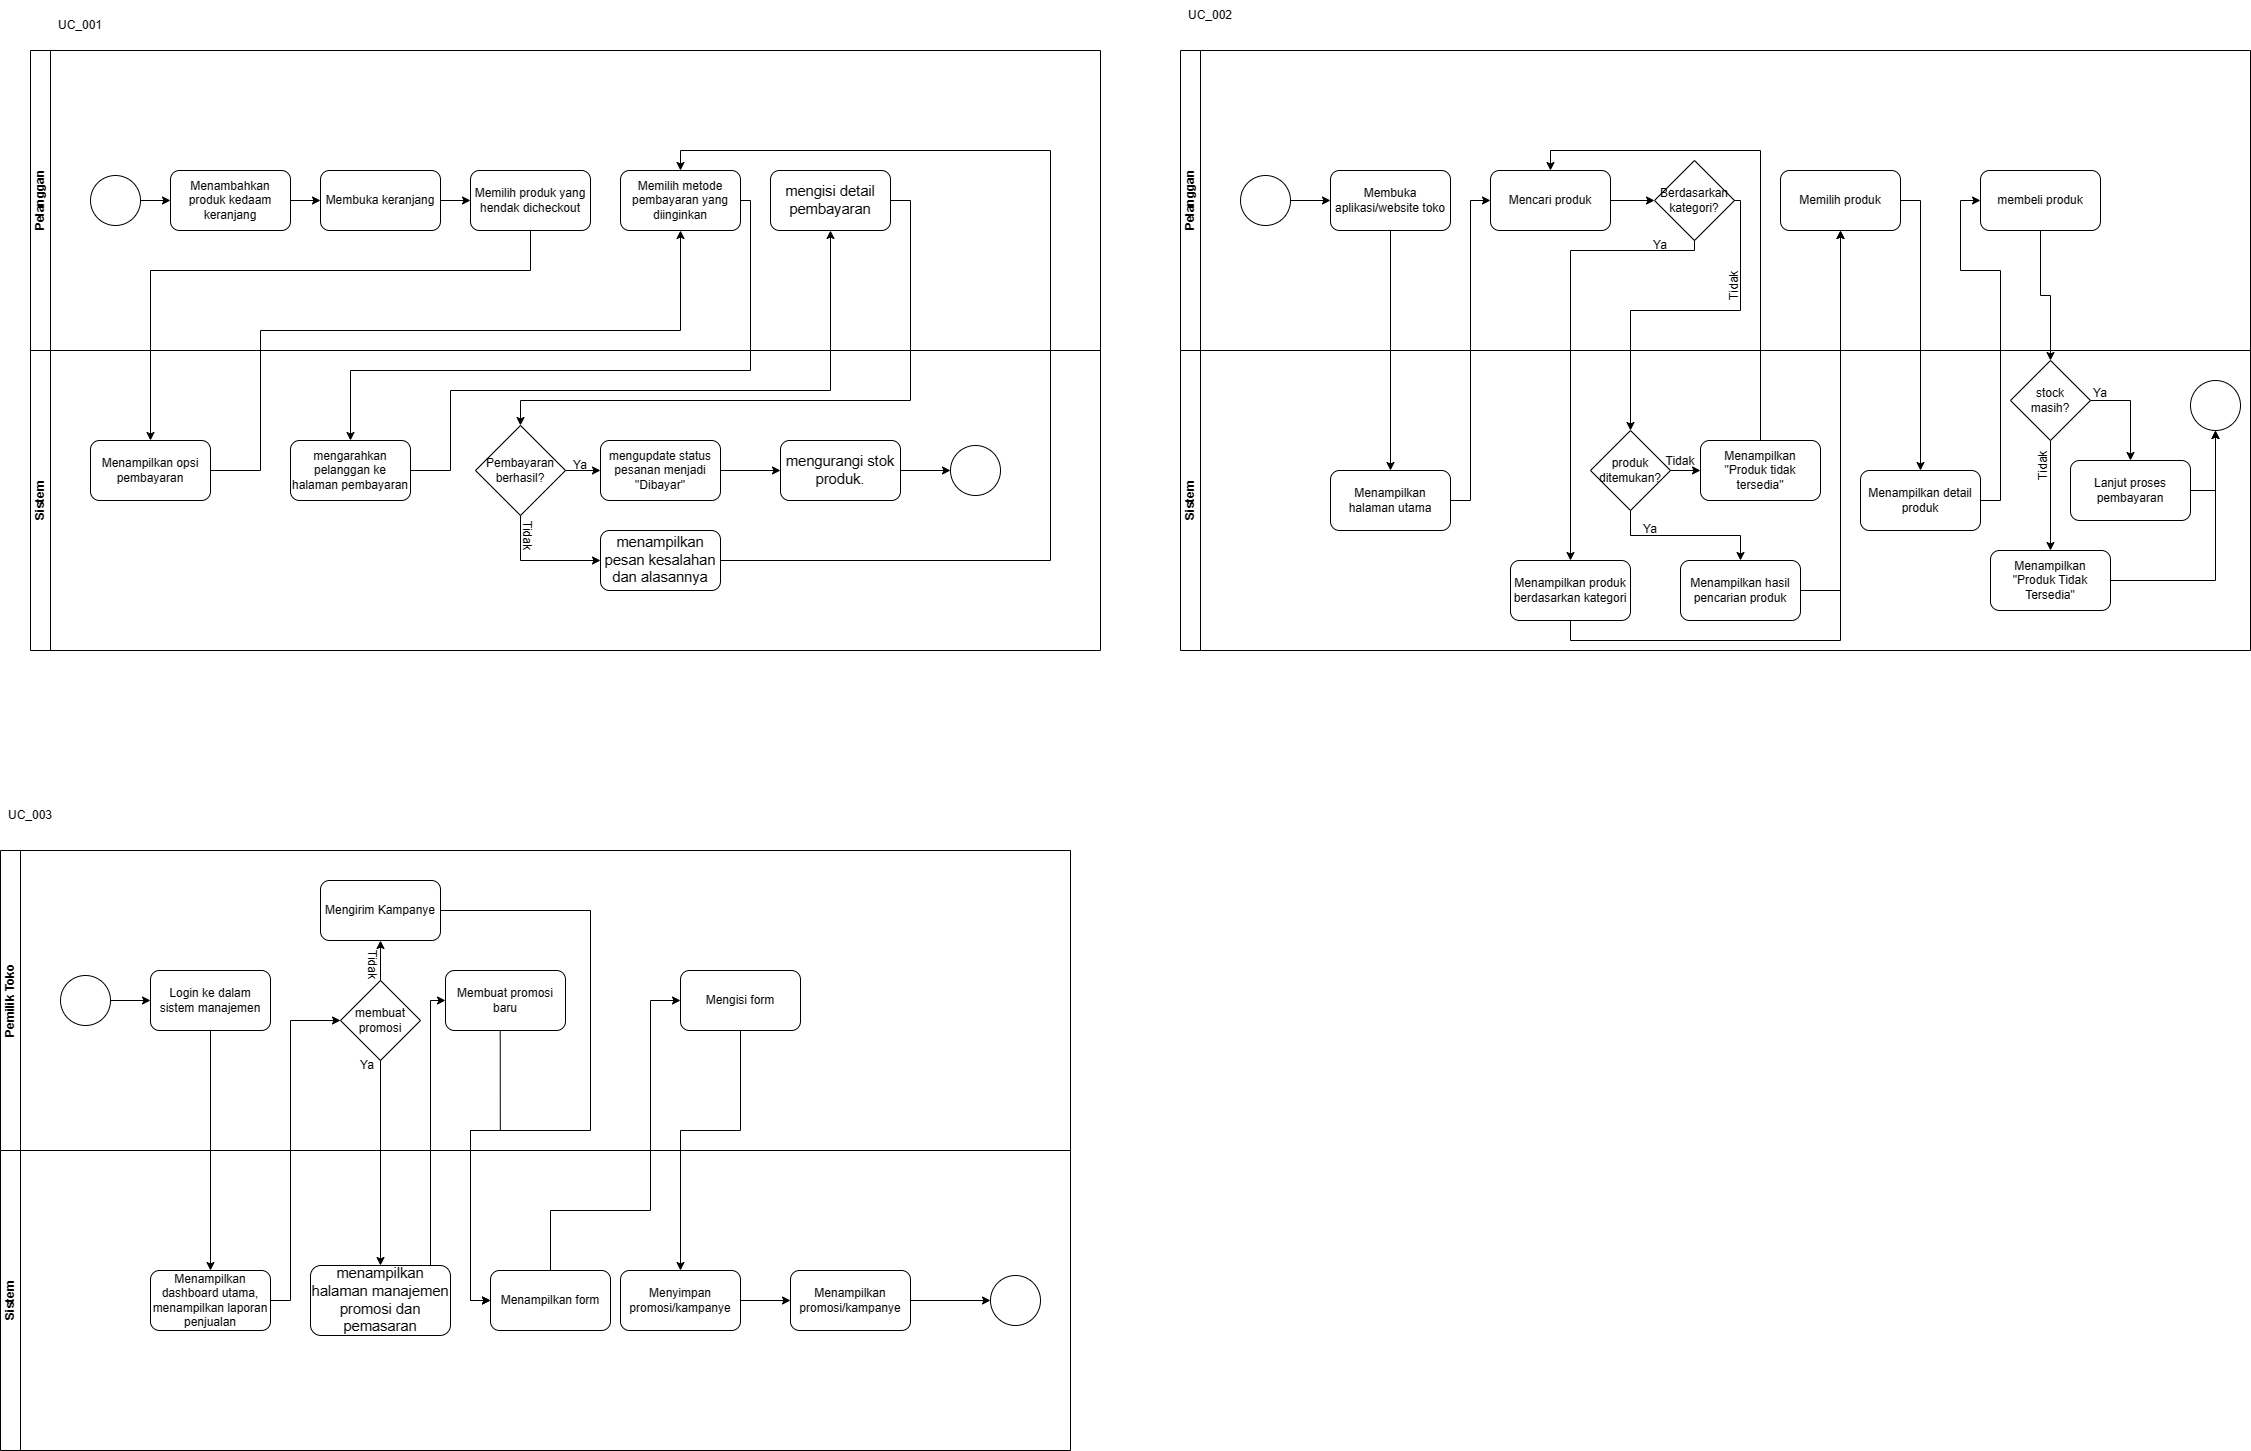 UC_001
Pelanggan
Menambahkan
produk kedaam
keranjang
Membuka keranjang
Memilih produk yang
hendak dicheckout
Memilih metode
pembayaran yang
diinginkan
mengisi detail
pembayaran
Sistem
Menampilkan opsi
pembayaran
mengarahkan
pelanggan ke
halaman pembayaran
Pembayaran
berhasil?
Ya
mengupdate status
pesanan menjadi
"Dibayar"
mengurangi stok
produk.
Tidak
menampilkan
pesan kesalahan
dan alasannya
UC_002
Pelanggan
Membuka
aplikasi/website toko
Mencari produk
Berdasarkan
kategori?
Ya
Tidak
Memilih produk
membeli produk
Sistem
Menampilkan
halaman utama
produk
ditemukan?
Tidak
Menampilkan
"Produk tidak
tersedia"
Ya
Menampilkan produk
berdasarkan kategori
Menampilkan hasil
pencarian produk
Menampilkan detail
produk
stock
masih?
Ya
Tidak
Lanjut proses
pembayaran
Menampilkan
"Produk Tidak
Tersedia"
UC_003
Pemilik Toko
Mengirim Kampanye
Tidak
Login ke dalam
sistem manajemen
membuat
promosi
Ya
Membuat promosi
baru
Mengisi form
Sistem
Menampilkan
dashboard utama,
menampilkan laporan
penjualan
menampilkan
halaman manajemen
promosi dan
pemasaran
Menampilkan form
Menyimpan
promosi/kampanye
Menampilkan
promosi/kampanye